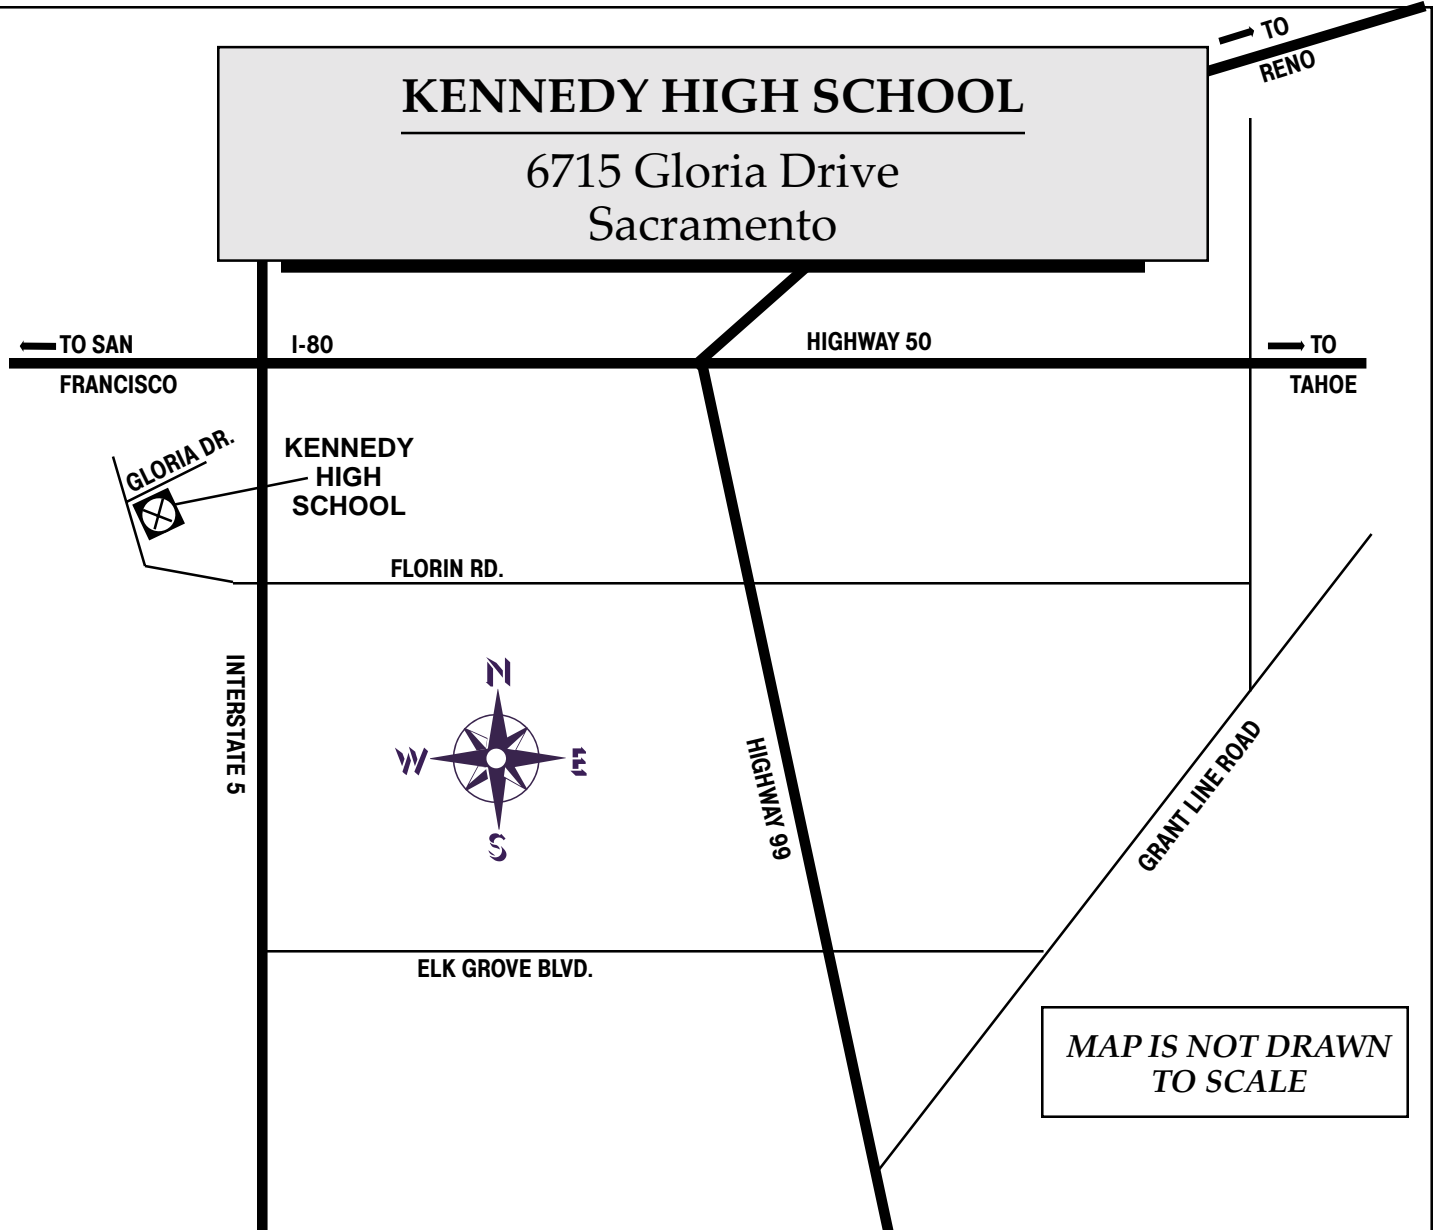 TO
RENO
KENNEDY HIGH SCHOOL
6715 Gloria Drive
Sacramento
TO SAN
FRANCISCO
I-80
HIGHWAY 50
TO
TAHOE
GLORIA DR.
KENNEDY
HIGH
SCHOOL
FLORIN RD.
INTERSTATE 5
N
W
E
S
HIGHWAY 99
GRANT LINE ROAD
ELK GROVE BLVD.
MAP IS NOT DRAWN
TO SCALE